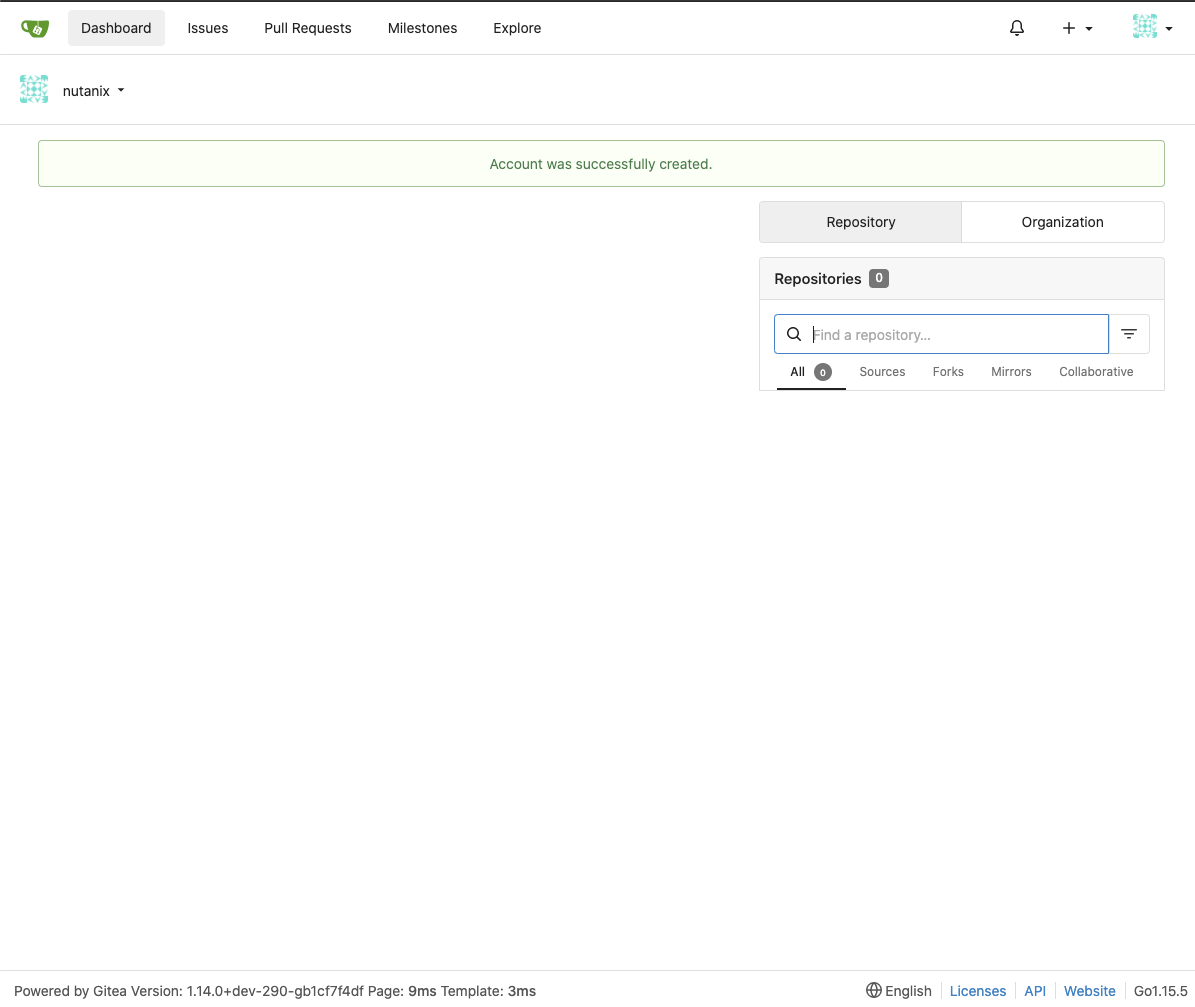 Dashboard Issues Pull Requests Milestones Explore
nutanix
Account was successfully created.
Repository Organization
Repositories 0
Find a repository...
All 0 Sources Forks Mirrors Collaborative
Powered by Gitea Version: 1.14.0+dev-290-gb1cf7f4df Page: 9ms Template: 3ms English Licenses API Website Go1.15.5